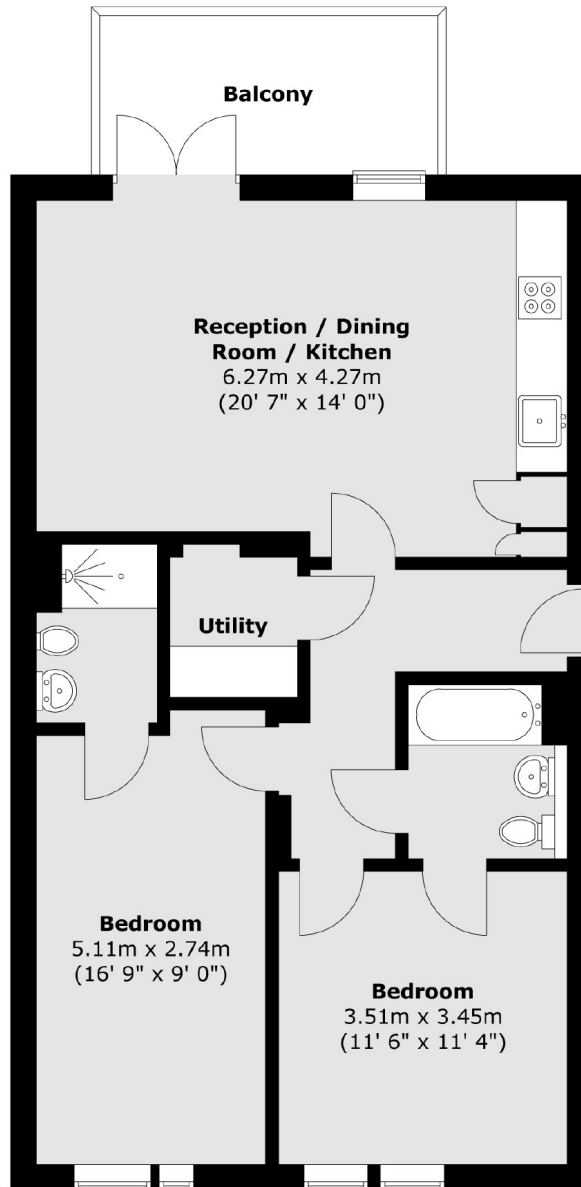 Balcony
Reception / Dining
Room / Kitchen
6.27m x 4.27m
(20' 7" x 14' 0")
Utility
Bedroom
5.11m x 2.74m
(16' 9" x 9' 0")
Bedroom
3.51m x 3.45m
(11' 6" x 11' 4")